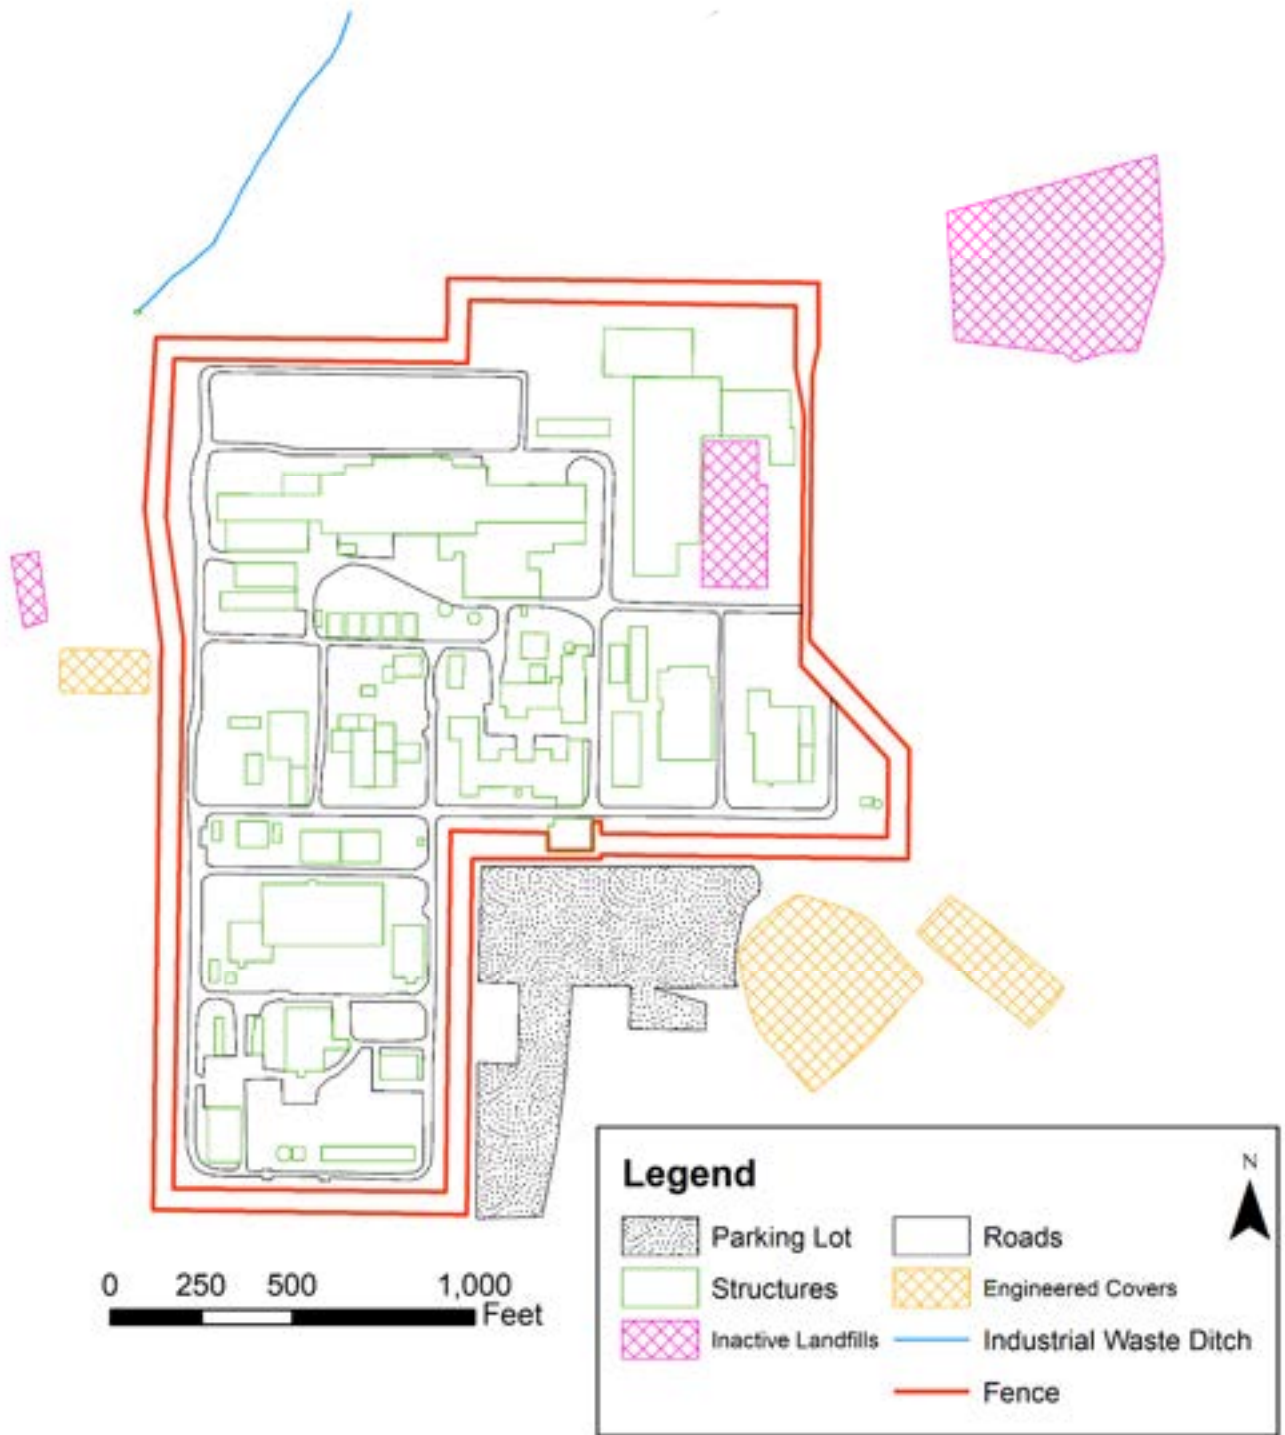 Legend
N
Parking Lot
Roads
Structures
Engineered Covers
Inactive Landfills
Industrial Waste Ditch
Fence
0 250 500 1,000
Feet